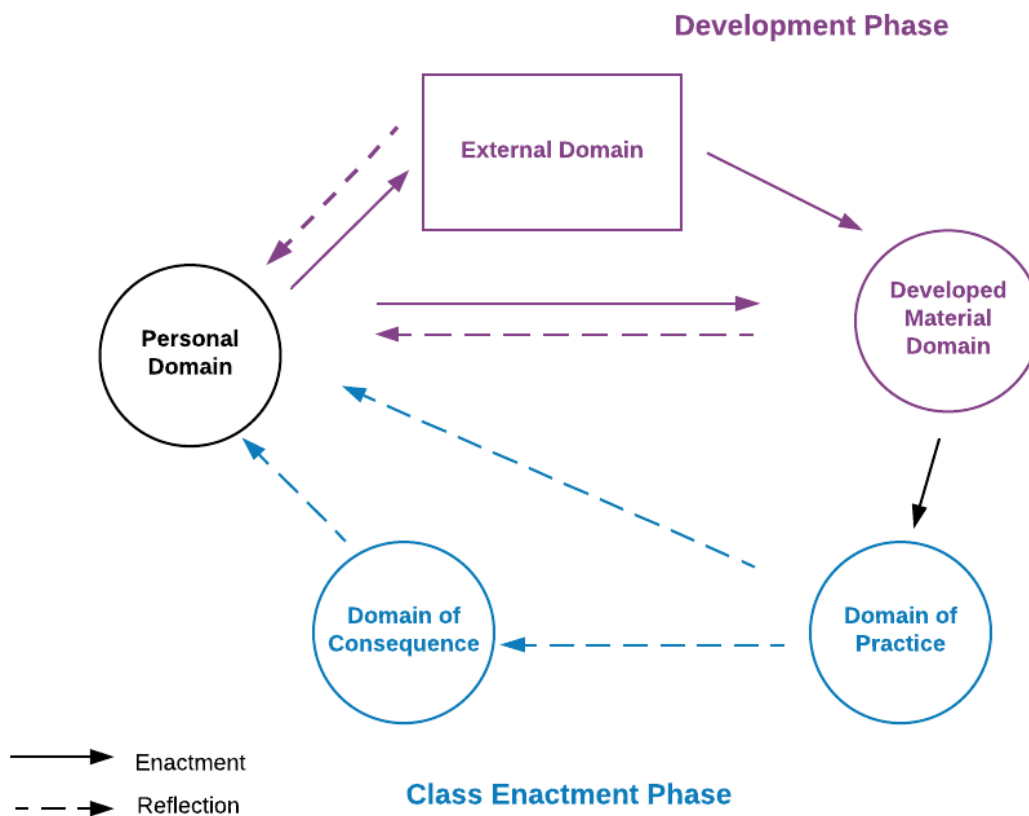 Development Phase
External Domain
Developed
Material
Domain
Personal
Domain
Domain of
Consequence
Domain of
Practice
Enactment
Reflection
Class Enactment Phase